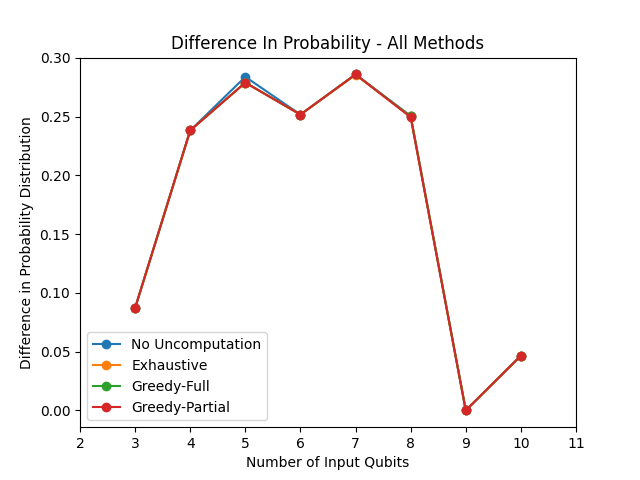 Difference In Probability - All Methods
Difference in Probability Distribution
0.30
0.25
0.20
0.15
0.10
0.05
0.00
No Uncomputation
Exhaustive
Greedy-Full
Greedy-Partial
2 3 4 5 6 7 8 9 10 11
Number of Input Qubits